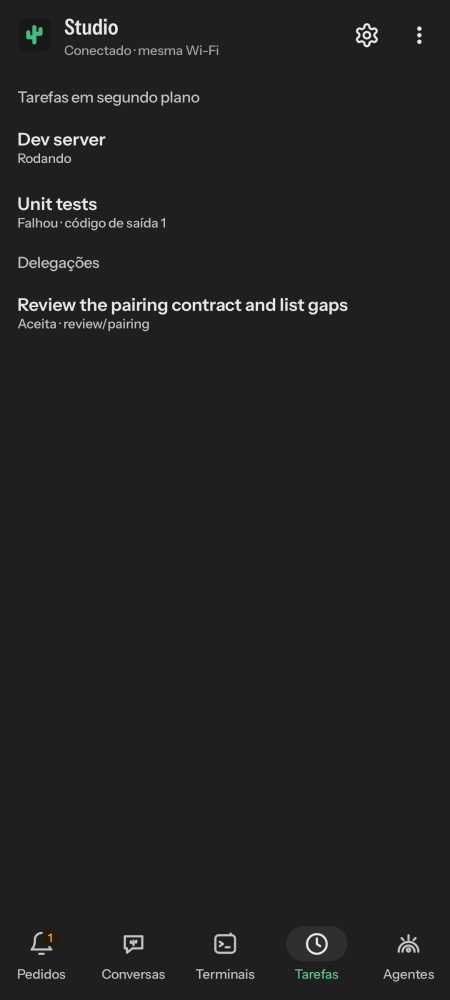 Studio
Conectado · mesma Wi-Fi
Tarefas em segundo plano
Dev server
Rodando
Unit tests
Falhou · código de saída 1
Delegações
Review the pairing contract and list gaps
Aceita · review/pairing
1
Pedidos
Conversas
Terminais
Tarefas
Agentes